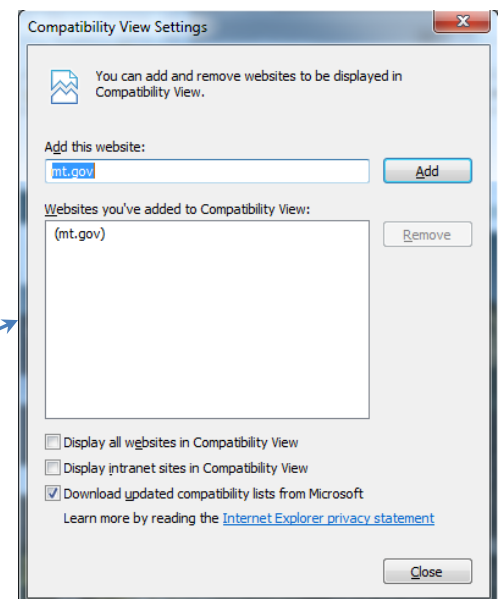 Compatibility View Settings
x
You can add and remove websites to be displayed in
Compatibility View.
Add this website:
mt.gov
Add
Websites you've added to Compatibility View:
(mt.gov)
Remove
Display all websites in Compatibility View
Display intranet sites in Compatibility View
Download updated compatibility lists from Microsoft
Learn more by reading the Internet Explorer privacy statement
Close